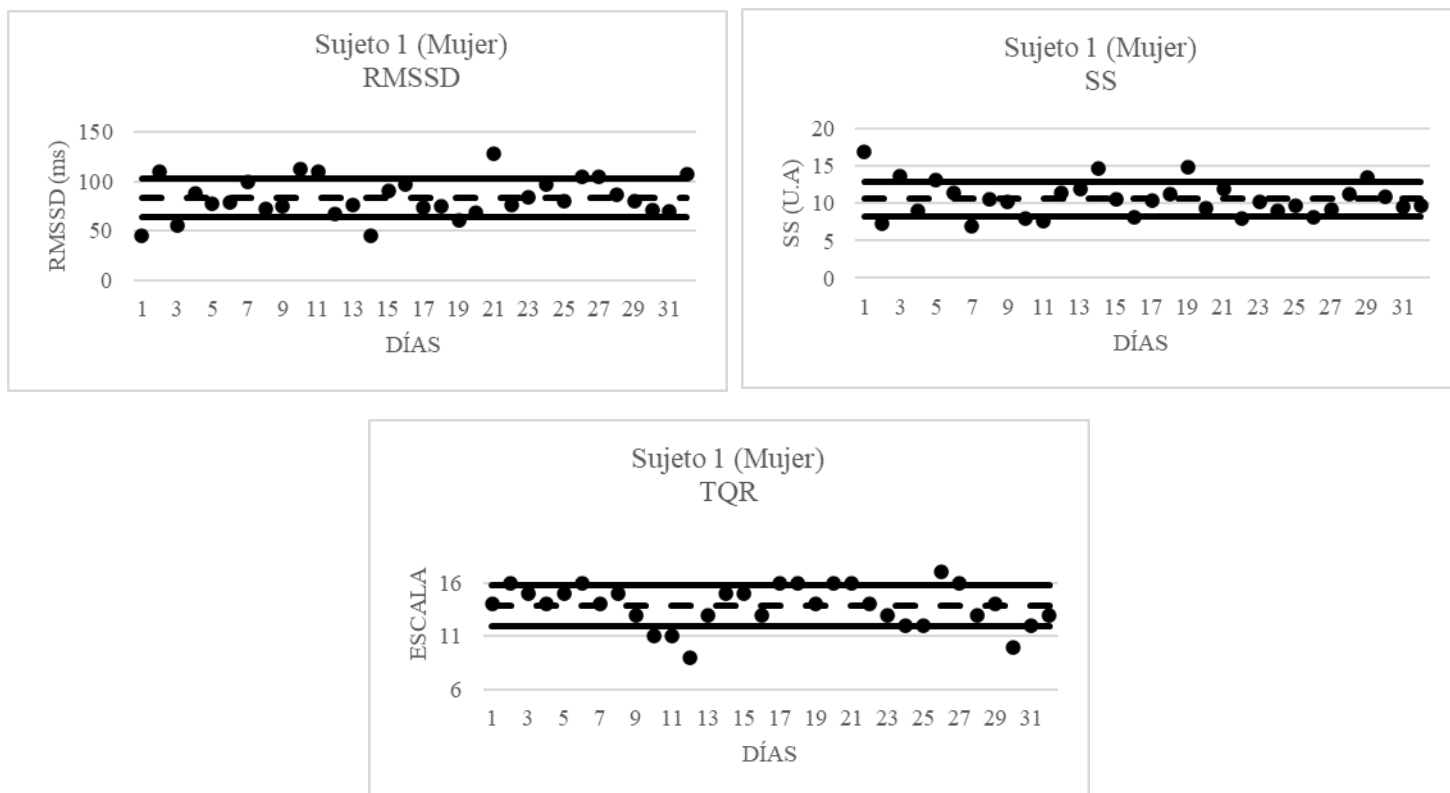 Sujeto 1 (Mujer)
RMSSD
RMSSD (ms)
150
100
50
0
1 3 5 7 9 11 13 15 17 19 21 23 25 27 29 31
DÍAS
Sujeto 1 (Mujer)
SS
SS (U.A)
20
15
10
5
0
1 3 5 7 9 11 13 15 17 19 21 23 25 27 29 31
DÍAS
Sujeto 1 (Mujer)
TQR
ESCALA
16
11
6
1 3 5 7 9 11 13 15 17 19 21 23 25 27 29 31
DÍAS